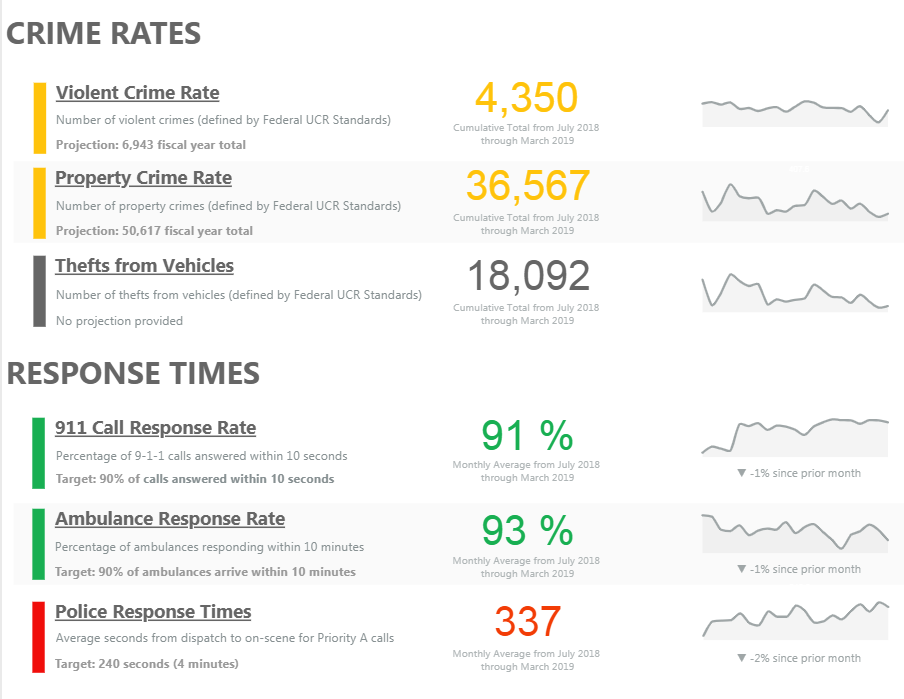 CRIME RATES
Violent Crime Rate
Number of violent crimes (defined by Federal UCR Standards)
Projection: 6,943 fiscal year total
4,350
Cumulative Total from July 2018
through March 2019
Property Crime Rate
Number of property crimes (defined by Federal UCR Standards)
Projection: 50,617 fiscal year total
36,567
Cumulative Total from July 2018
through March 2019
Thefts from Vehicles
Number of thefts from vehicles (defined by Federal UCR Standards)
No projection provided
18,092
Cumulative Total from July 2018
through March 2019
RESPONSE TIMES
911 Call Response Rate
Percentage of 9-1-1 calls answered within 10 seconds
Target: 90% of calls answered within 10 seconds
91 %
Monthly Average from July 2018
through March 2019
▼ -1% since prior month
Ambulance Response Rate
Percentage of ambulances responding within 10 minutes
Target: 90% of ambulances arrive within 10 minutes
93 %
Monthly Average from July 2018
through March 2019
▼ -1% since prior month
Police Response Times
Average seconds from dispatch to on-scene for Priority A calls
Target: 240 seconds (4 minutes)
337
Monthly Average from July 2018
through March 2019
▼ -2% since prior month